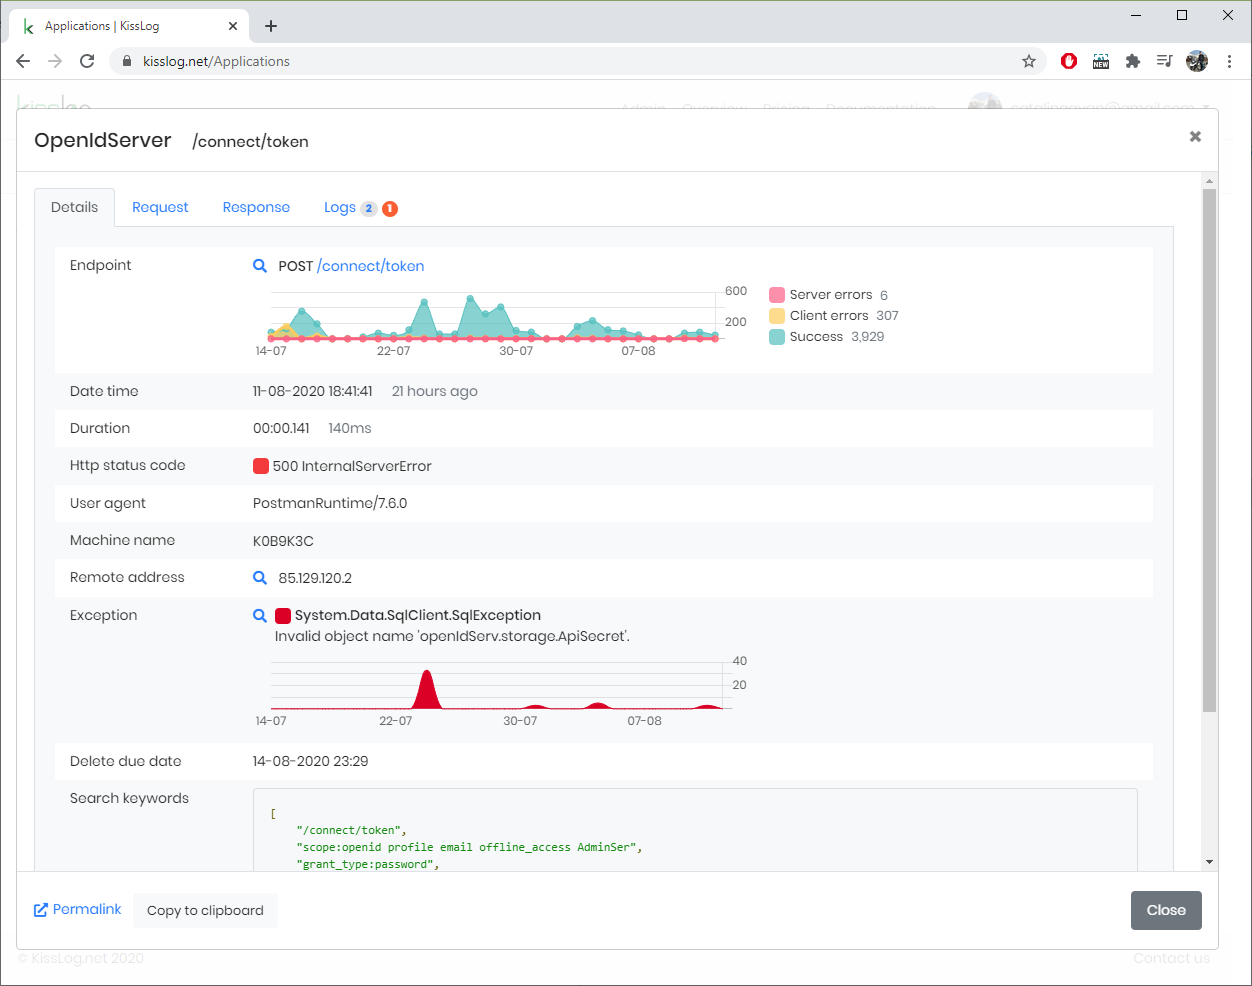 Applications | KissLog
kisslog.net/Applications
NEW
kisslog
Admin Overview Pricing Documentation
OpenIdServer /connect/token
Details Request Response Logs 2 1
Endpoint POST /connect/token
600
200
14-07 22-07 30-07 07-08
Server errors 6
Client errors 307
Success 3,929
Date time 11-08-2020 18:41:41 21 hours ago
Duration 00:00.141 140ms
Http status code 500 InternalServerError
User agent PostmanRuntime/7.6.0
Machine name K0B9K3C
Remote address 85.129.120.2
Exception System.Data.SqlClient.SqlException
Invalid object name 'openIdServ.storage.ApiSecret'.
40
20
14-07 22-07 30-07 07-08
Delete due date 14-08-2020 23:29
Search keywords
[
"/connect/token",
"scope:openid profile email offline_access AdminSer",
"grant_type:password",
Permalink Copy to clipboard Close
© KissLog.net 2020 Contact us